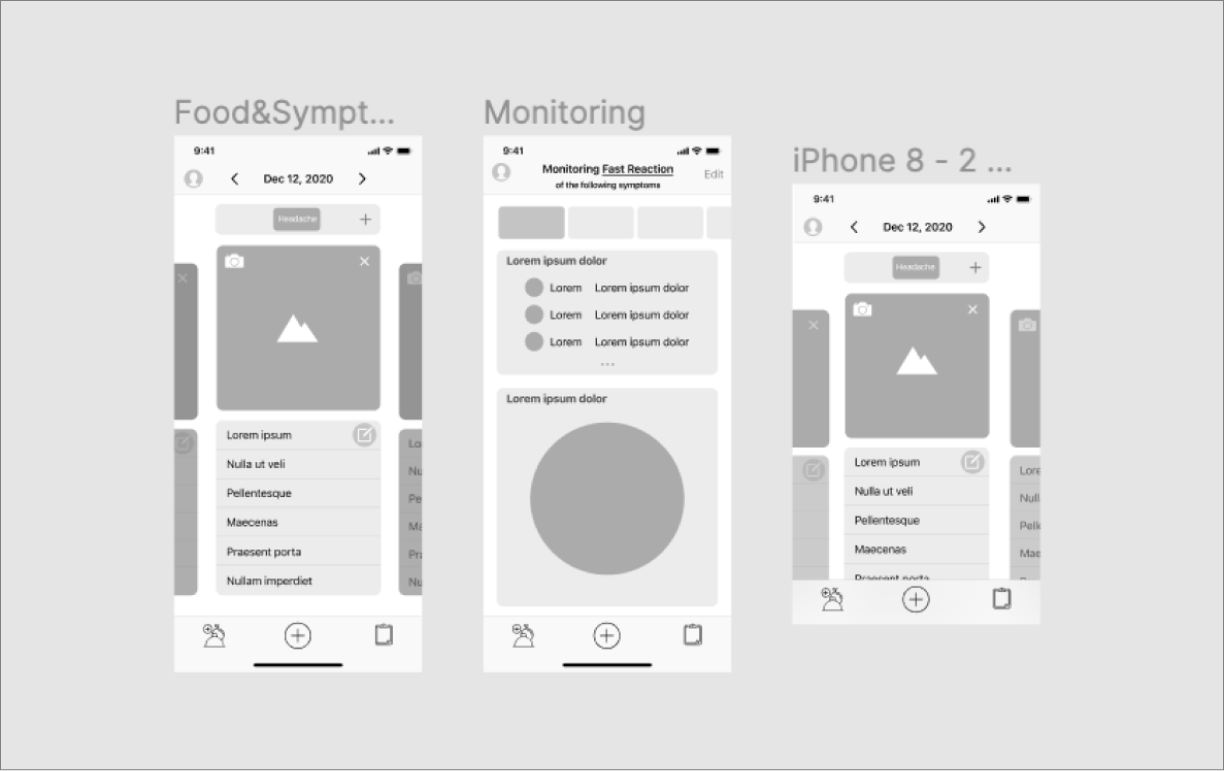 Food&Sympt...
9:41
Dec 12, 2020
Headache
Lorem ipsum
Nulla ut veli
Pellentesque
Maecenas
Praesent porta
Nullam imperdiet
Lo
Nu
Pe
Ma
Pr
Nu
Monitoring
9:41
Monitoring Fast Reaction
of the following symptoms
Edit
Lorem ipsum dolor
Lorem Lorem ipsum dolor
Lorem Lorem ipsum dolor
Lorem Lorem ipsum dolor
...
Lorem ipsum dolor
iPhone 8 - 2 ...
9:41
Dec 12, 2020
Headache
Lorem ipsum
Nulla ut veli
Pellentesque
Maecenas
Praesent porta
Lore
Null
Pelle
Mae